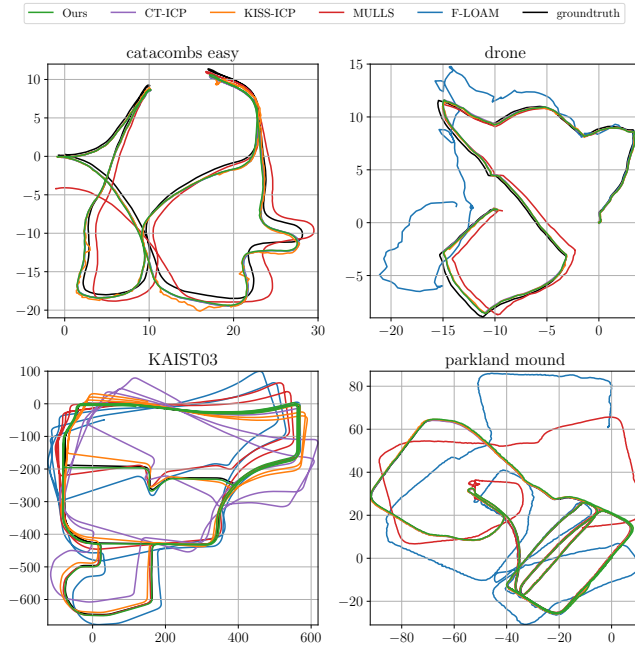 Ours CT-ICP KISS-ICP MULLS F-LOAM groundtruth
catacombs easy
10
5
0
−5
−10
−15
−20
0 10 20 30
drone
15
10
5
0
−5
−20 −15 −10 −5 0
KAIST03
100
0
−100
−200
−300
−400
−500
−600
0 200 400 600
parkland mound
80
60
40
20
0
−20
−80 −60 −40 −20 0